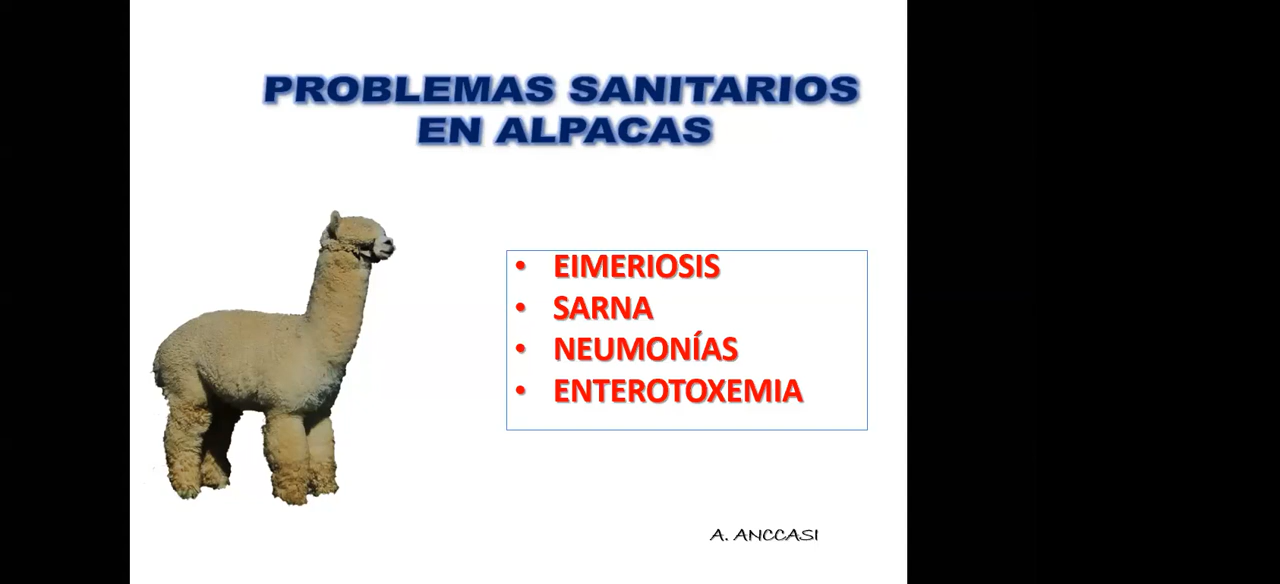 PROBLEMAS SANITARIOS
EN ALPACAS
• EIMERIOSIS
• SARNA
• NEUMONÍAS
• ENTEROTOXEMIA
A. ANCCASI